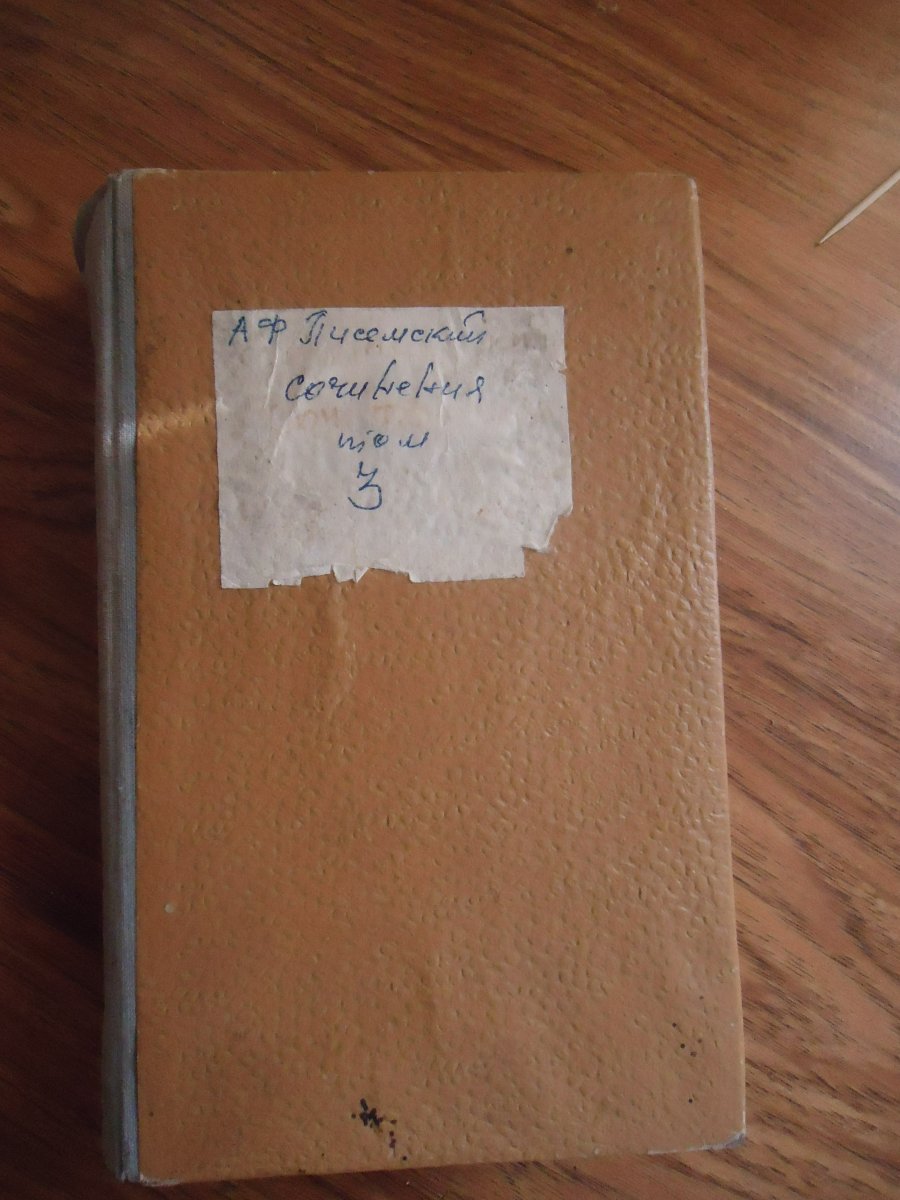 А Ф Писемский
Сочинения
том
3